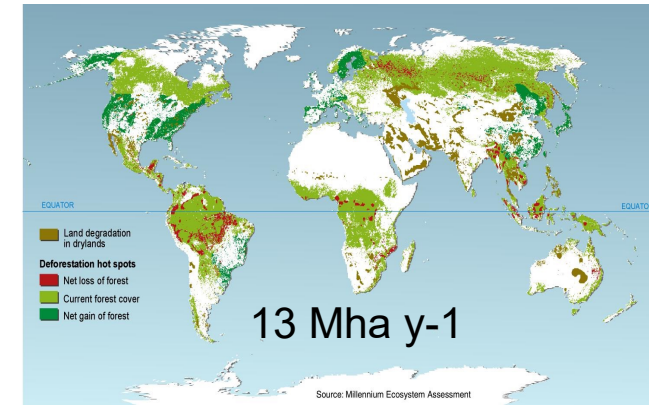 EQUATOR
EQUATO
Land degradation
in drylands
Deforestation hot spots
Net loss of forest
Current forest cover
Net gain of forest
13 Mha y-1
Source: Millennium Ecosystem Assessment